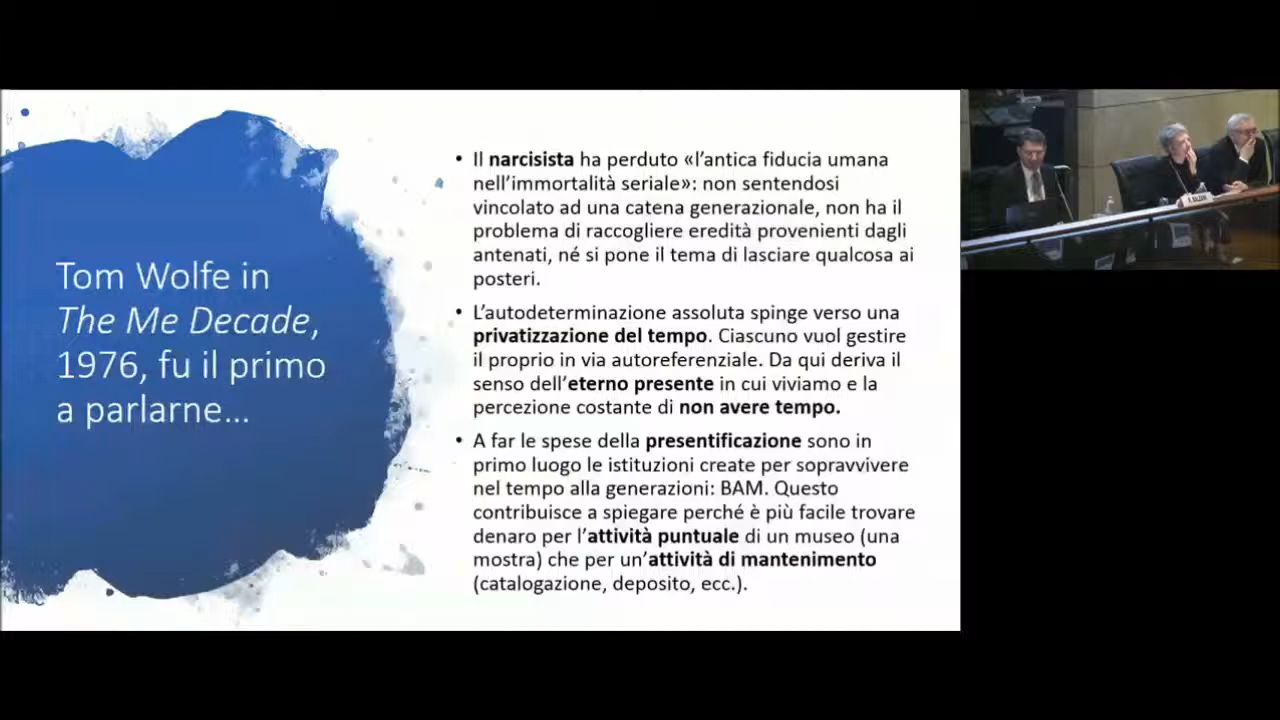 Tom Wolfe in
The Me Decade,
1976, fu il primo
a parlarne...
• Il narcisista ha perduto «l'antica fiducia umana
nell'immortalità seriale»: non sentendosi
vincolato ad una catena generazionale, non ha il
problema di raccogliere eredità provenienti dagli
antenati, né si pone il tema di lasciare qualcosa ai
posteri.
• L'autodeterminazione assoluta spinge verso una
privatizzazione del tempo. Ciascuno vuol gestire
il proprio in via autoreferenziale. Da qui deriva il
senso dell'eterno presente in cui viviamo e la
percezione costante di non avere tempo.
• A far le spese della presentificazione sono in
primo luogo le istituzioni create per sopravvivere
nel tempo alla generazioni: BAM. Questo
contribuisce a spiegare perché è più facile trovare
denaro per l'attività puntuale di un museo (una
mostra) che per un'attività di mantenimento
(catalogazione, deposito, ecc.).